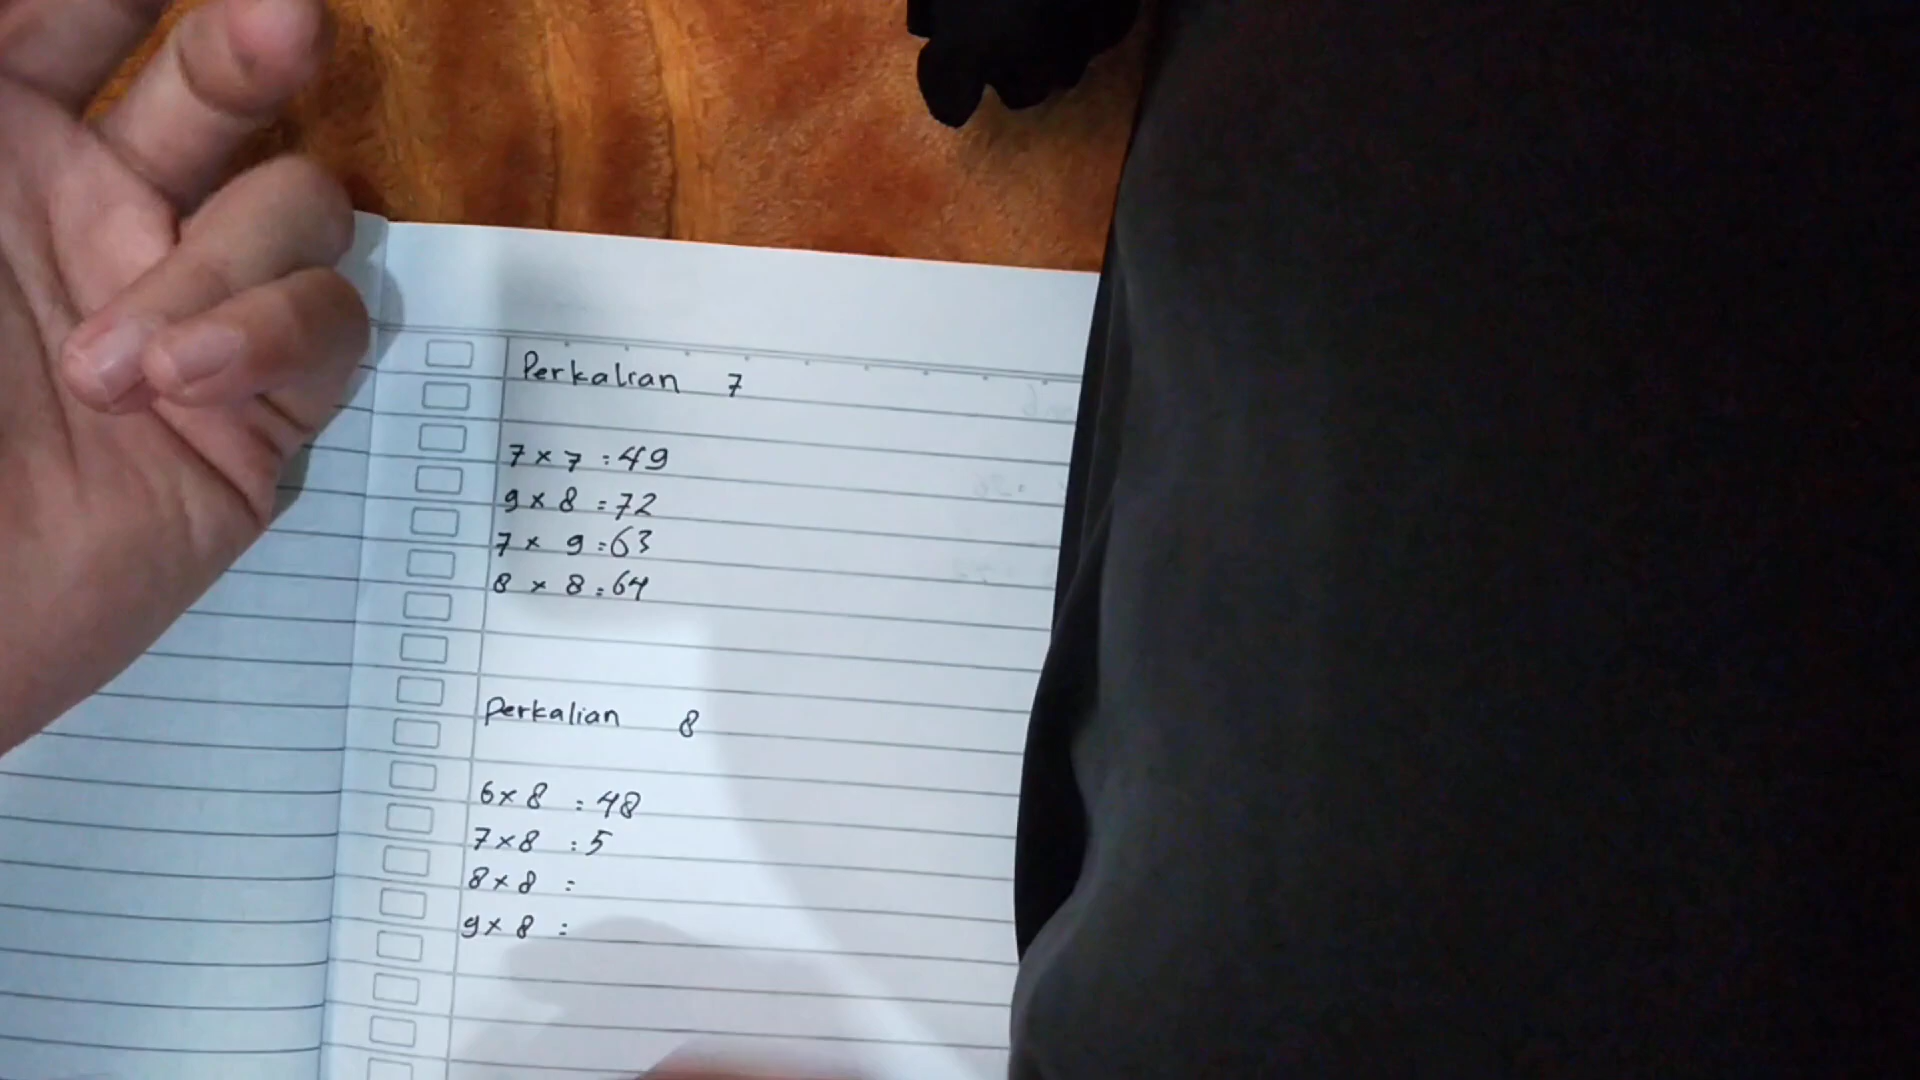 Perkalian 7
7 x 7 : 49
9 x 8 = 72
7 x 9 = 63
8 x 8 = 64
Perkalian 8
6 x 8 = 48
7 x 8 : 5
8 x 8 =
9 x 8 :